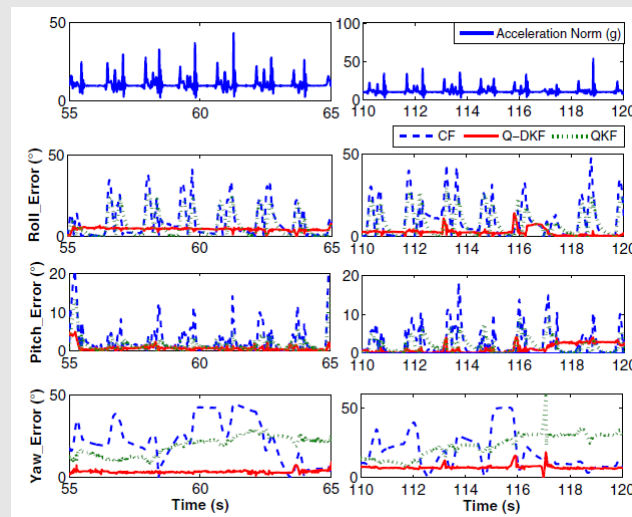 50
0
55 60 65
100
50
0
110 112 114 116 118 120
Acceleration Norm (g)
CF Q-DKF QKF
Roll_Error (°)
50
0
55 60 65
50
0
110 112 114 116 118 120
Pitch_Error (°)
20
10
0
55 60 65
20
10
0
110 112 114 116 118 120
Yaw_Error (°)
50
0
55 60 65
Time (s)
50
0
110 112 114 116 118 120
Time (s)